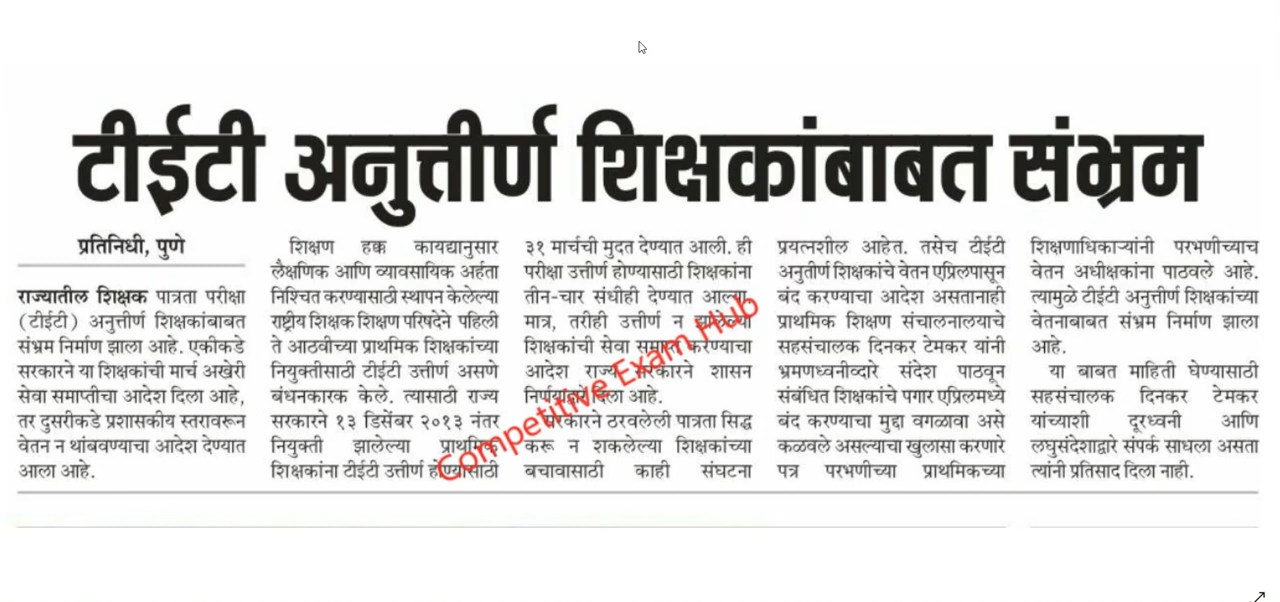 टीईटी अनुत्तीर्ण शिक्षकांबाबत संभ्रम
प्रतिनिधी, पुणे
राज्यातील शिक्षक पात्रता परीक्षा
(टीईटी) अनुत्तीर्ण शिक्षकांबाबत
संभ्रम निर्माण झाला आहे. एकीकडे
सरकारने या शिक्षकांची मार्च अखेरी
सेवा समाप्तीचा आदेश दिला आहे,
तर दुसरीकडे प्रशासकीय स्तरावरून
वेतन न थांबवण्याचा आदेश देण्यात
आला आहे.
शिक्षण हक्क कायद्यानुसार
लैक्षणिक आणि व्यावसायिक अर्हता
निश्चित करण्यासाठी स्थापन केलेल्या
राष्ट्रीय शिक्षक शिक्षण परिषदेने पहिली
ते आठवीच्या प्राथमिक शिक्षकांच्या
नियुक्तीसाठी टीईटी उत्तीर्ण असणे
बंधनकारक केले. त्यासाठी राज्य
सरकारने १३ डिसेंबर २०१३ नंतर
नियुक्ती झालेल्या प्राथमिक
शिक्षकांना टीईटी उत्तीर्ण होण्यासाठी
३१ मार्चची मुदत देण्यात आली. ही
परीक्षा उत्तीर्ण होण्यासाठी शिक्षकांना
तीन-चार संधीही देण्यात आल्या.
मात्र, तरीही उत्तीर्ण न झालेल्या
शिक्षकांची सेवा समाप्त करण्याचा
आदेश राज्य सरकारने शासन
निर्णयाद्वारे दिला आहे.
सरकारने ठरवलेली पात्रता सिद्ध
करू न शकलेल्या शिक्षकांच्या
बचावासाठी काही संघटना
प्रयत्नशील आहेत. तसेच टीईटी
अनुतीर्ण शिक्षकांचे वेतन एप्रिलपासून
बंद करण्याचा आदेश असतानाही
प्राथमिक शिक्षण संचालनालयाचे
सहसंचालक दिनकर टेमकर यांनी
भ्रमणध्वनीव्दारे संदेश पाठवून
संबंधित शिक्षकांचे पगार एप्रिलमध्ये
बंद करण्याचा मुद्दा वगळावा असे
कळवले असल्याचा खुलासा करणारे
पत्र परभणीच्या प्राथमिकच्या
शिक्षणाधिकाऱ्यांनी परभणीच्याच
वेतन अधीक्षकांना पाठवले आहे.
त्यामुळे टीईटी अनुत्तीर्ण शिक्षकांच्या
वेतनाबाबत संभ्रम निर्माण झाला
आहे.
या बाबत माहिती घेण्यासाठी
सहसंचालक दिनकर टेमकर
यांच्याशी दूरध्वनी आणि
लघुसंदेशाद्वारे संपर्क साधला असता
त्यांनी प्रतिसाद दिला नाही.
Competitive Exam Hub